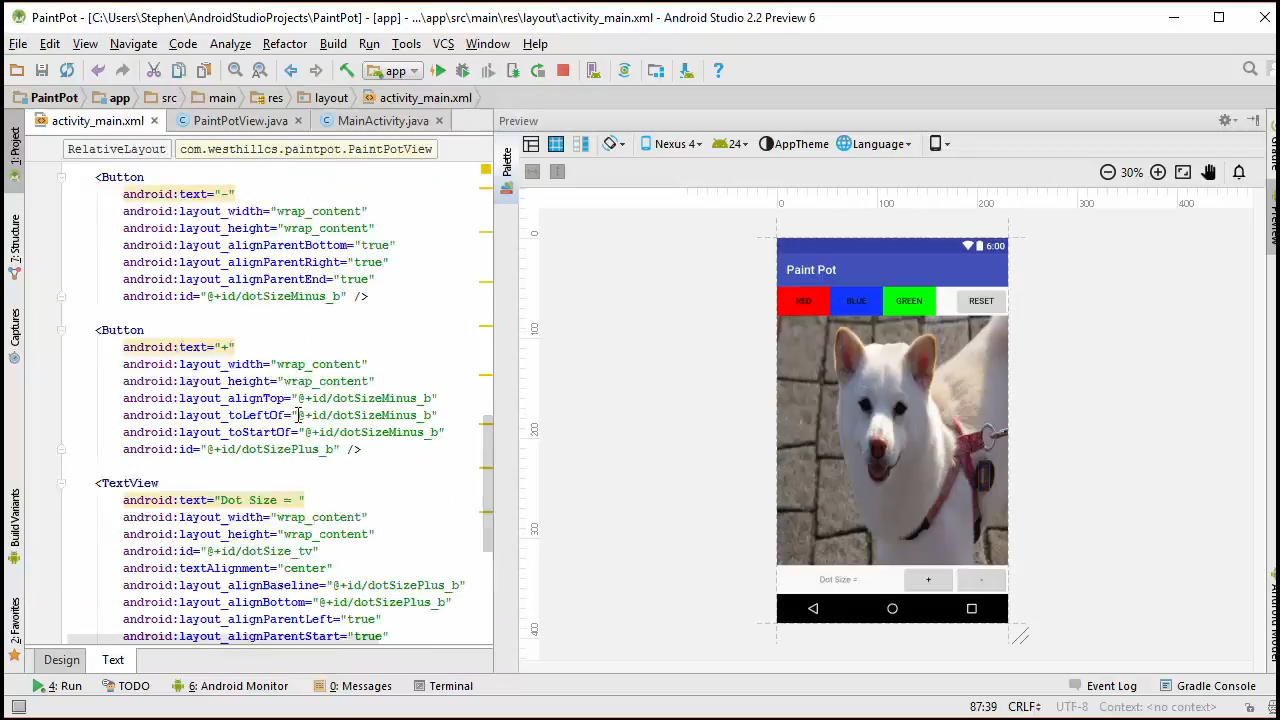 PaintPot - [C:\Users\Stephen\AndroidStudioProjects\PaintPot] - [app] - ...\app\src\main\res\layout\activity_main.xml - Android Studio 2.2 Preview 6
File Edit View Navigate Code Analyze Refactor Build Run Tools VCS Window Help
app
PaintPot app src main res layout activity_main.xml
activity_main.xml PaintPotView.java MainActivity.java Preview
Nexus 4 24 AppTheme Language
RelativeLayout com.westhillcs.paintpot.PaintPotView
30%
1: Project
7: Structure
Captures
Build Variants
2: Favorites
Palette
<Button
android:text="-"
android:layout_width="wrap_content"
android:layout_height="wrap_content"
android:layout_alignParentBottom="true"
android:layout_alignParentRight="true"
android:layout_alignParentEnd="true"
android:id="@+id/dotSizeMinus_b" />
<Button
android:text="+"
android:layout_width="wrap_content"
android:layout_height="wrap_content"
android:layout_alignTop="@+id/dotSizeMinus_b"
android:layout_toLeftOf="@+id/dotSizeMinus_b"
android:layout_toStartOf="@+id/dotSizeMinus_b"
android:id="@+id/dotSizePlus_b" />
<TextView
android:text="Dot Size = "
android:layout_width="wrap_content"
android:layout_height="wrap_content"
android:id="@+id/dotSize_tv"
android:textAlignment="center"
android:layout_alignBaseline="@+id/dotSizePlus_b"
android:layout_alignBottom="@+id/dotSizePlus_b"
android:layout_alignParentLeft="true"
android:layout_alignParentStart="true"
0 100 200 300 400
0
100
200
300
400
6:00
Paint Pot
RED BLUE GREEN RESET
Dot Size = + -
Design Text
4: Run TODO 6: Android Monitor 0: Messages Terminal Event Log Gradle Console
87:39 CRLF UTF-8 Context: <no context>